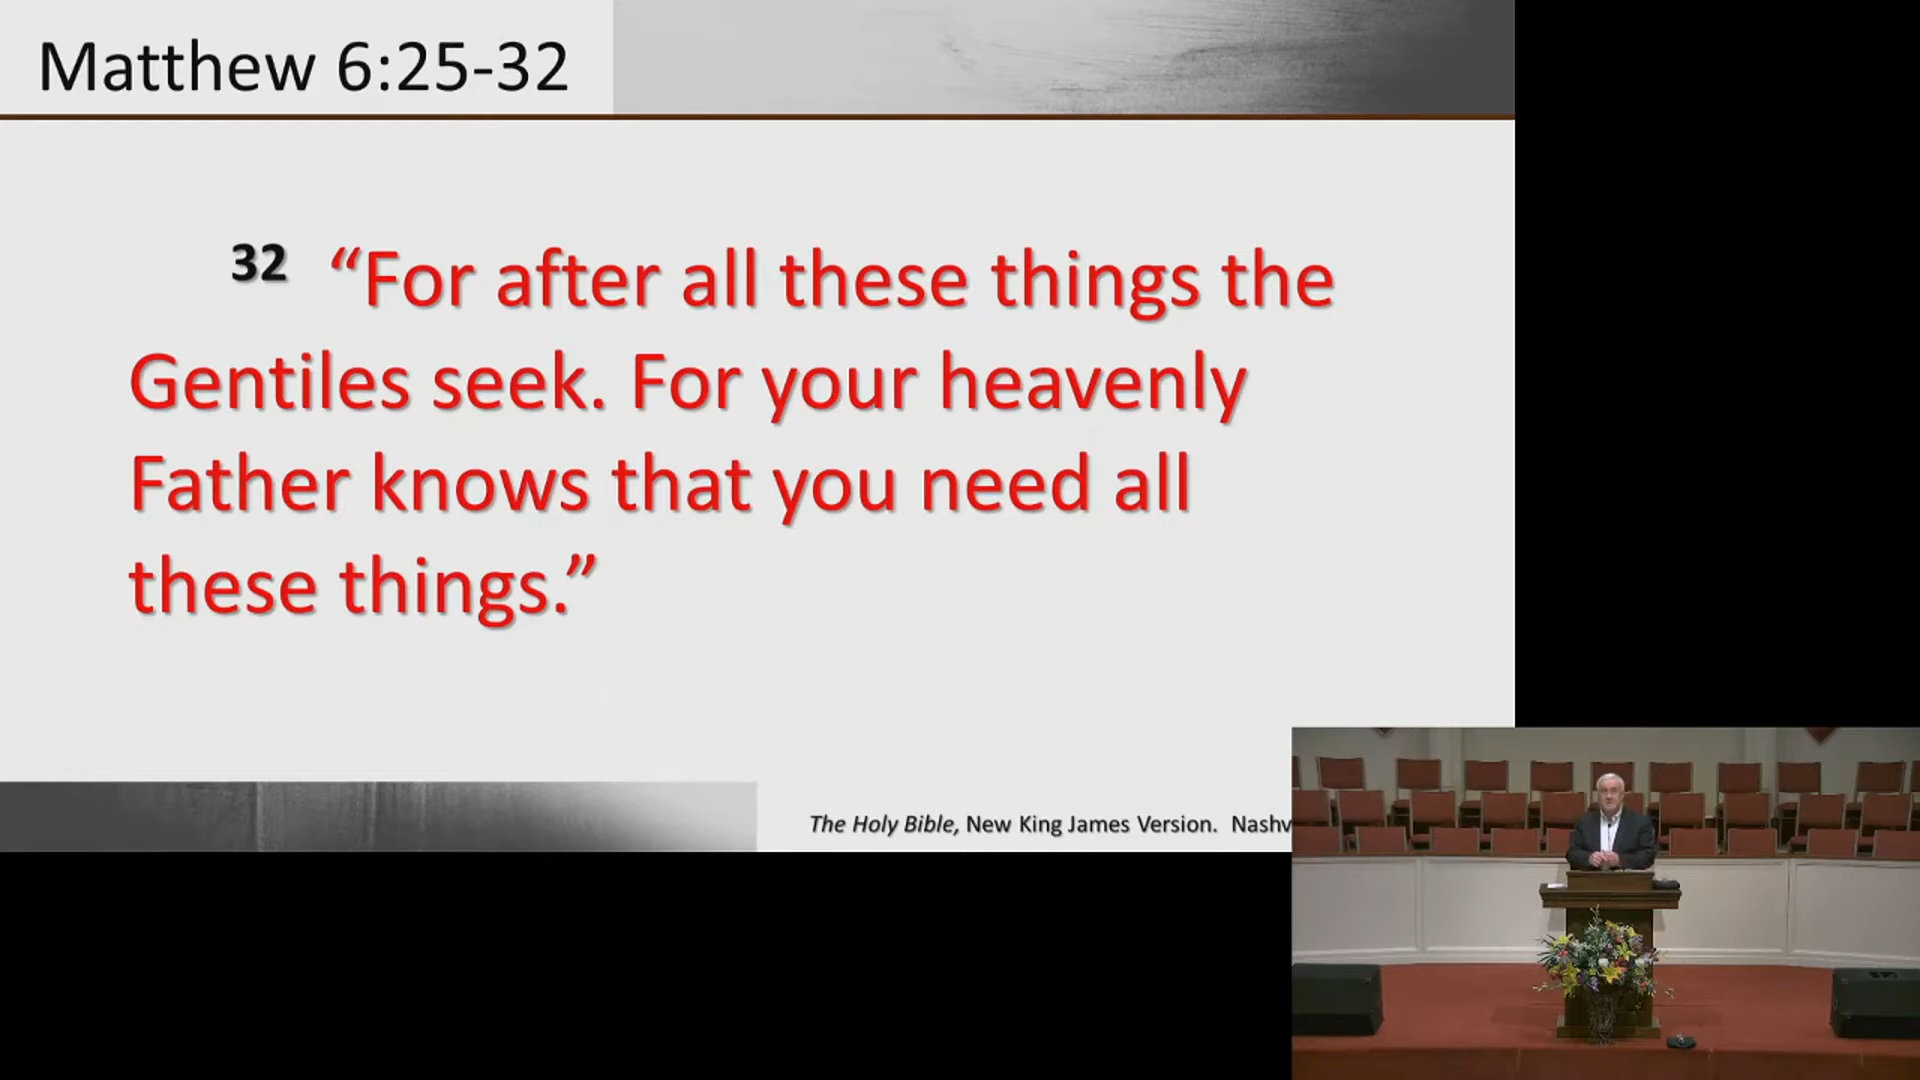 Matthew 6:25-32
32 “For after all these things the
Gentiles seek. For your heavenly
Father knows that you need all
these things.”
The Holy Bible, New King James Version. Nashv